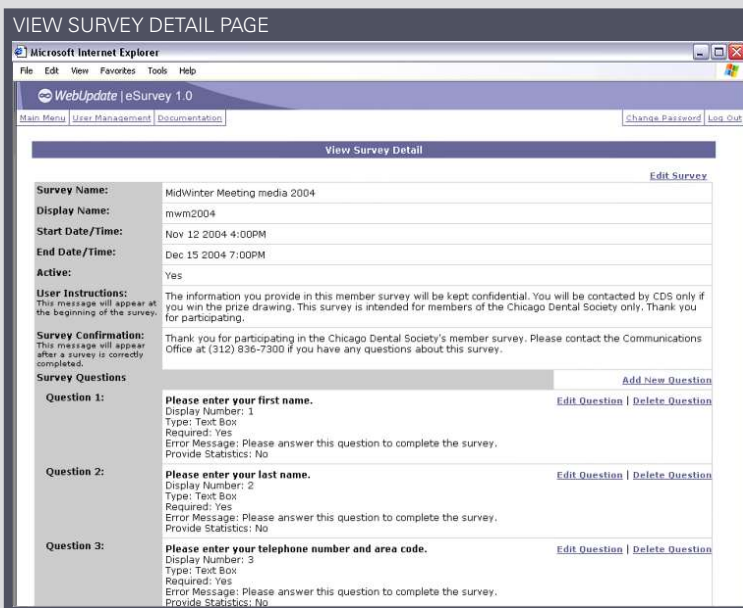 VIEW SURVEY DETAIL PAGE
Microsoft Internet Explorer
File Edit View Favorites Tools Help
WebUpdate | eSurvey 1.0
Main Menu User Management Documentation Change Password Log Out
View Survey Detail
Edit Survey
Survey Name: MidWinter Meeting media 2004
Display Name: mwm2004
Start Date/Time: Nov 12 2004 4:00PM
End Date/Time: Dec 15 2004 7:00PM
Active: Yes
User Instructions:
This message will appear at
the beginning of the survey.
The information you provide in this member survey will be kept confidential. You will be contacted by CDS only if
you win the prize drawing. This survey is intended for members of the Chicago Dental Society only. Thank you
for participating.
Survey Confirmation:
This message will appear
after a survey is correctly
completed.
Thank you for participating in the Chicago Dental Society's member survey. Please contact the Communications
Office at (312) 836-7300 if you have any questions about this survey.
Survey Questions Add New Question
Question 1: Please enter your first name. Edit Question | Delete Question
Display Number: 1
Type: Text Box
Required: Yes
Error Message: Please answer this question to complete the survey.
Provide Statistics: No
Question 2: Please enter your last name. Edit Question | Delete Question
Display Number: 2
Type: Text Box
Required: Yes
Error Message: Please answer this question to complete the survey.
Provide Statistics: No
Question 3: Please enter your telephone number and area code. Edit Question | Delete Question
Display Number: 3
Type: Text Box
Required: Yes
Error Message: Please answer this question to complete the survey.
Provide Statistics: No